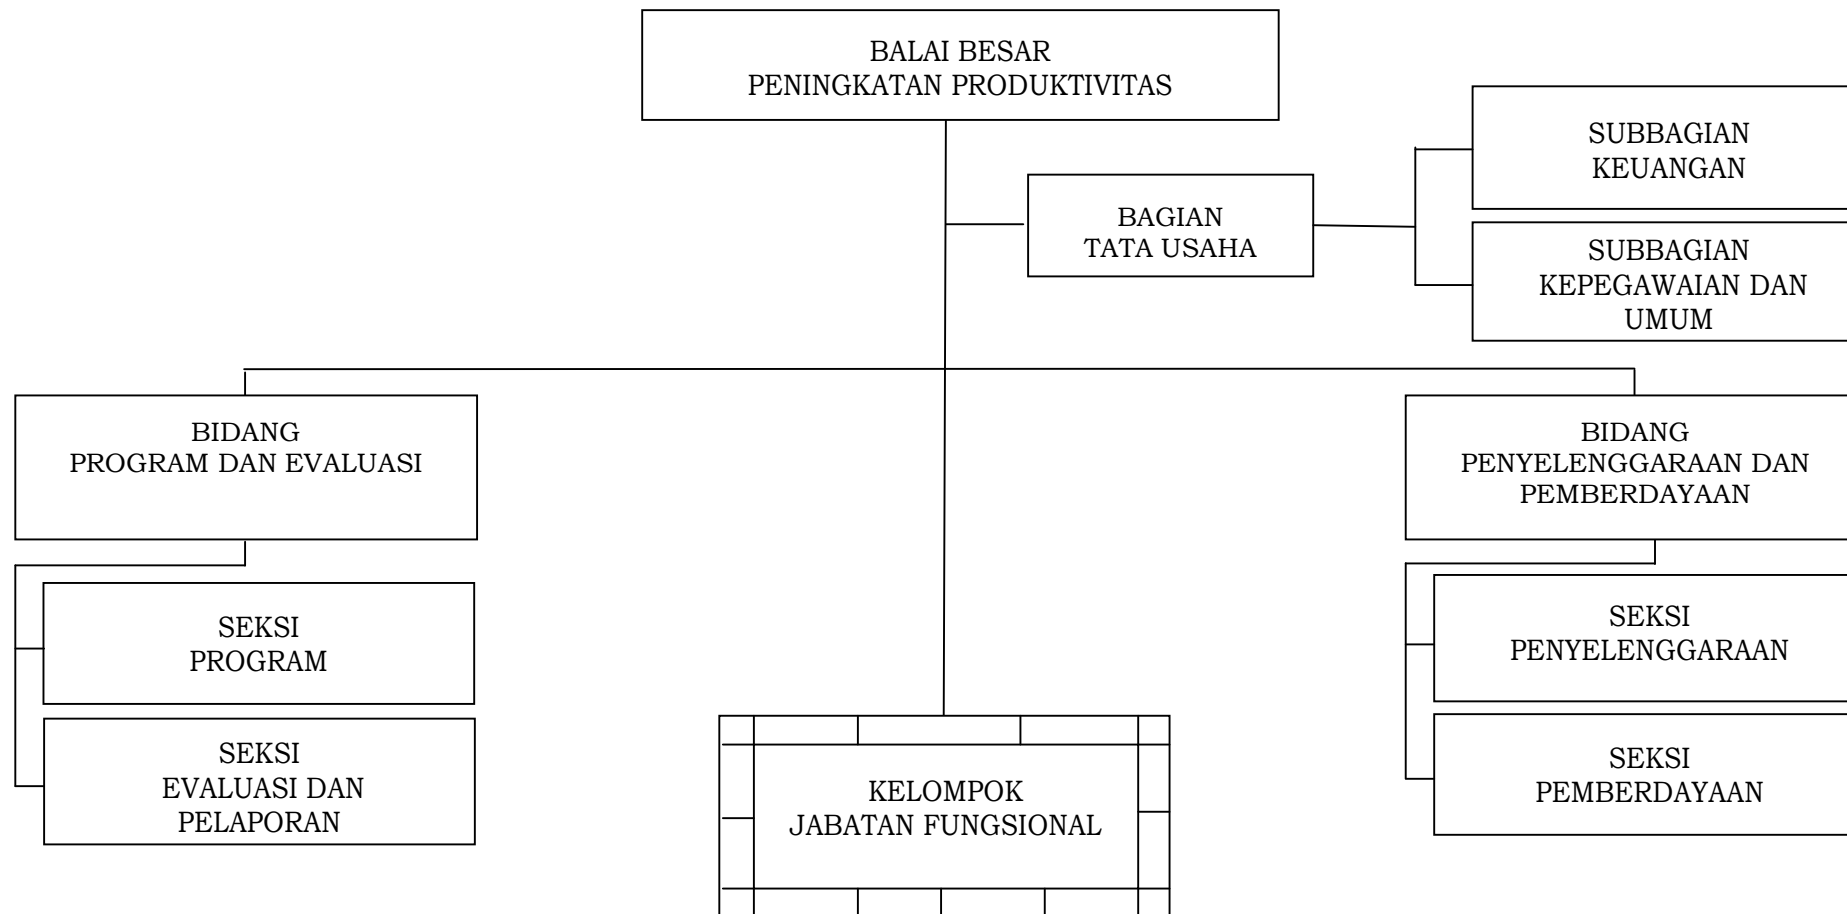 BALAI BESAR
PENINGKATAN PRODUKTIVITAS
SUBBAGIAN
KEUANGAN
BAGIAN
TATA USAHA
SUBBAGIAN
KEPEGAWAIAN DAN
UMUM
BIDANG
PROGRAM DAN EVALUASI
BIDANG
PENYELENGGARAAN DAN
PEMBERDAYAAN
SEKSI
PROGRAM
SEKSI
EVALUASI DAN
PELAPORAN
KELOMPOK
JABATAN FUNGSIONAL
SEKSI
PENYELENGGARAAN
SEKSI
PEMBERDAYAAN